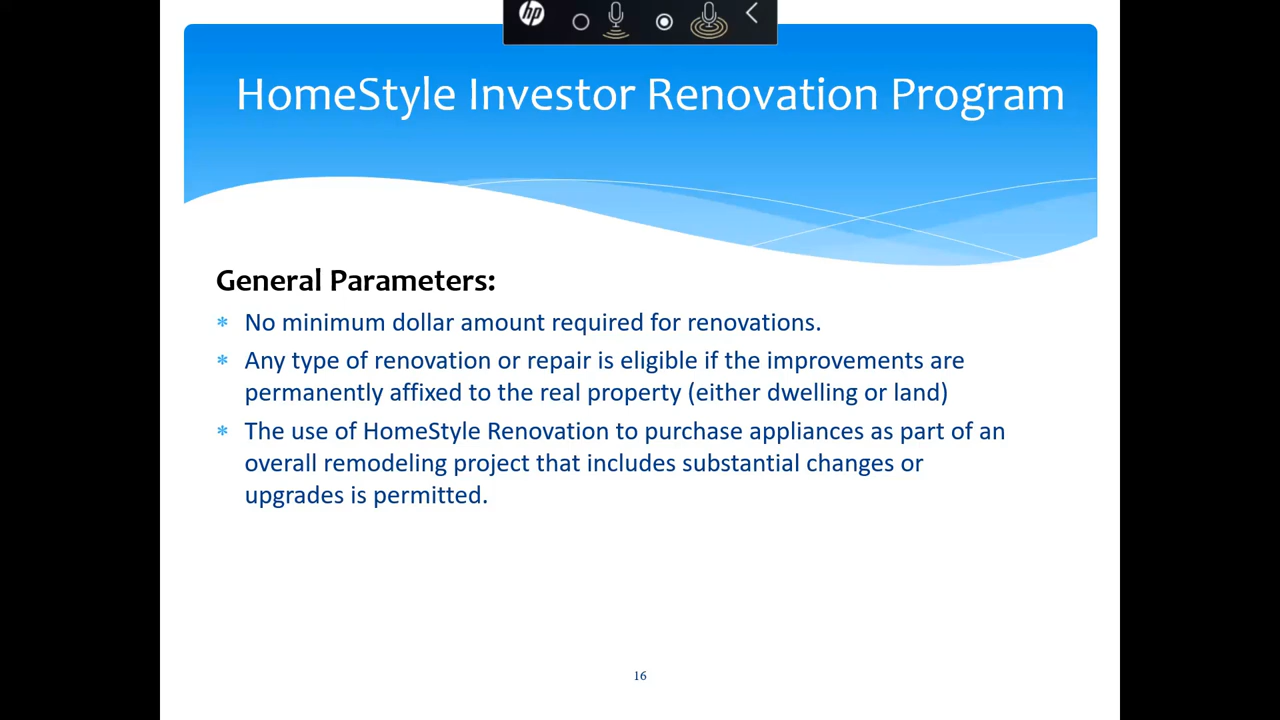 hp
HomeStyle Investor Renovation Program
General Parameters:
* No minimum dollar amount required for renovations.
* Any type of renovation or repair is eligible if the improvements are
permanently affixed to the real property (either dwelling or land)
* The use of HomeStyle Renovation to purchase appliances as part of an
overall remodeling project that includes substantial changes or
upgrades is permitted.
16